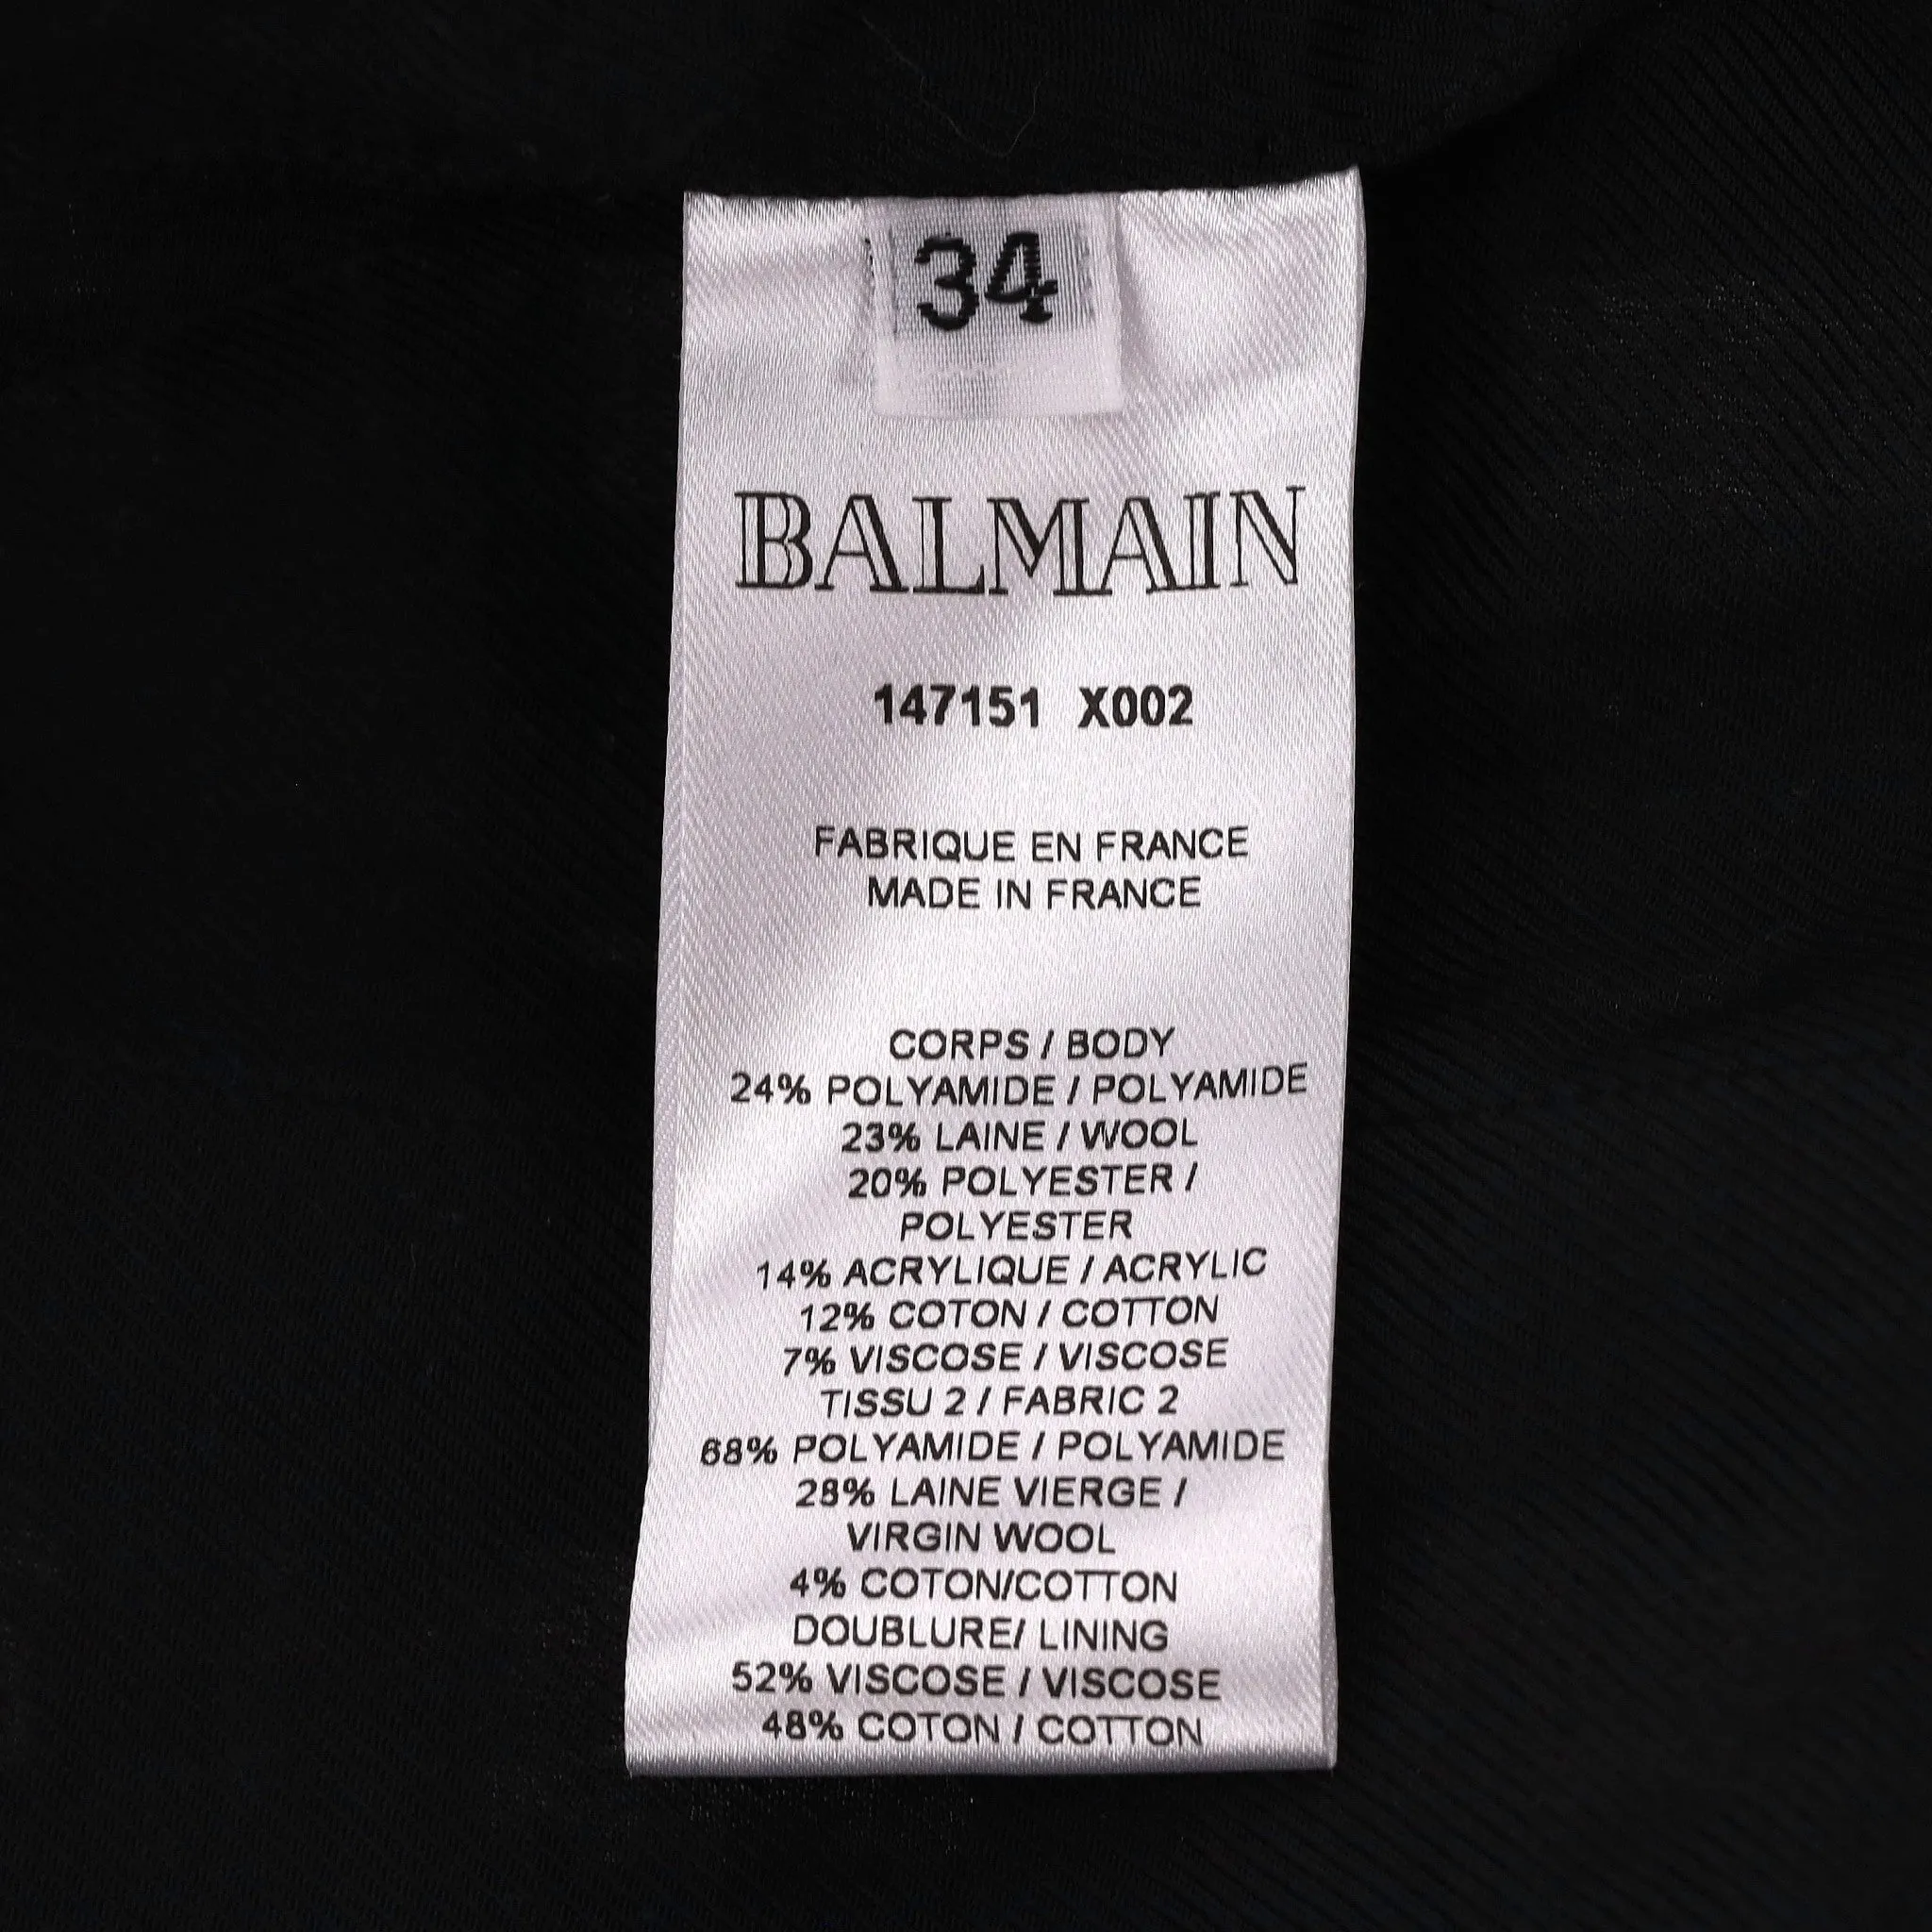 34
BALMAIN
147151 X002
FABRIQUE EN FRANCE
MADE IN FRANCE
CORPS / BODY
24% POLYAMIDE / POLYAMIDE
23% LAINE / WOOL
20% POLYESTER /
POLYESTER
14% ACRYLIQUE / ACRYLIC
12% COTON / COTTON
7% VISCOSE / VISCOSE
TISSU 2 / FABRIC 2
68% POLYAMIDE / POLYAMIDE
28% LAINE VIERGE /
VIRGIN WOOL
4% COTON/COTTON
DOUBLURE/ LINING
52% VISCOSE / VISCOSE
48% COTON / COTTON